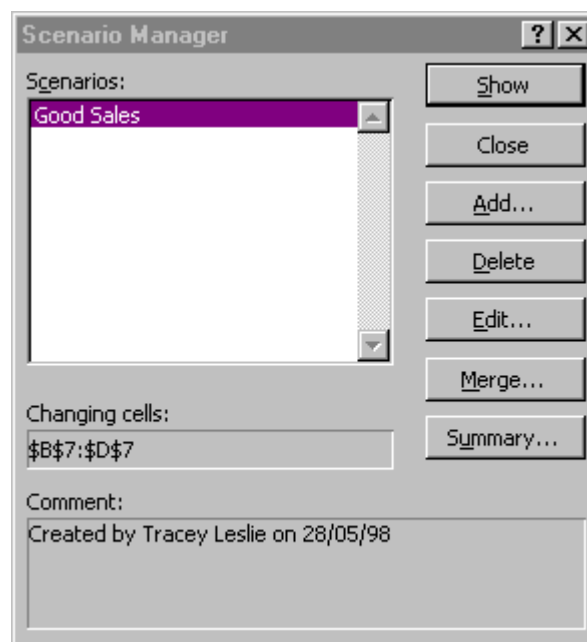 Scenario Manager
Scenarios:
Good Sales
Show
Close
Add...
Delete
Edit...
Merge...
Summary...
Changing cells:
$B$7:$D$7
Comment:
Created by Tracey Leslie on 28/05/98